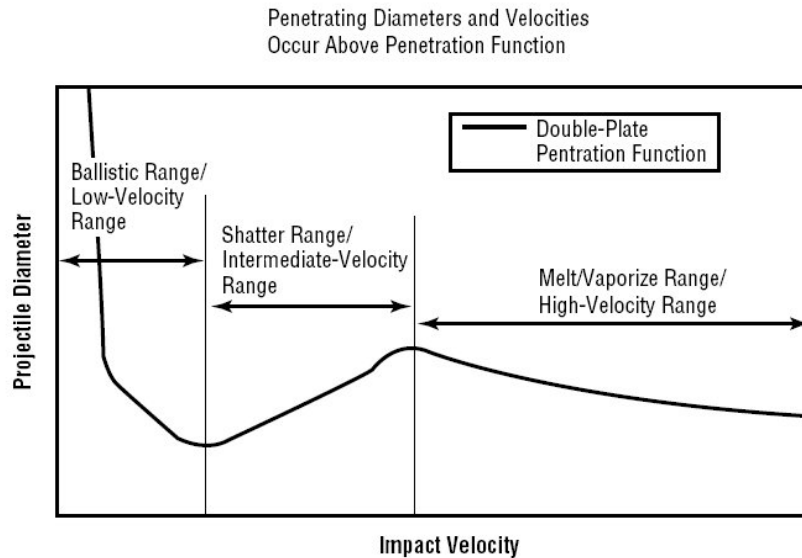 Penetrating Diameters and Velocities
Occur Above Penetration Function
Double-Plate
Pentration Function
Ballistic Range/
Low-Velocity
Range
Shatter Range/
Intermediate-Velocity
Range
Melt/Vaporize Range/
High-Velocity Range
Projectile Diameter
Impact Velocity